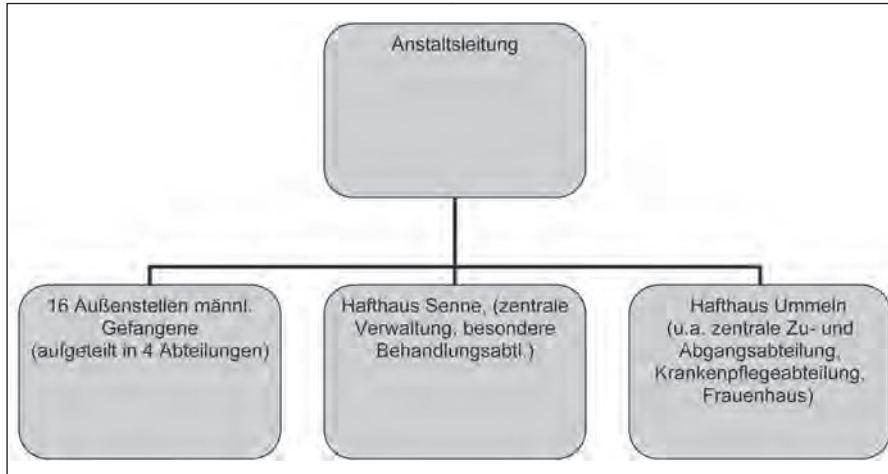 Anstaltsleitung
16 Außenstellen männl.
Gefangene
(aufgeteilt in 4 Abteilungen)
Hafthaus Senne, (zentrale
Verwaltung, besondere
Behandlungsabtl.)
Hafthaus Ummeln
(u.a. zentrale Zu- und
Abgangsabteilung,
Krankenpflegeabteilung,
Frauenhaus)